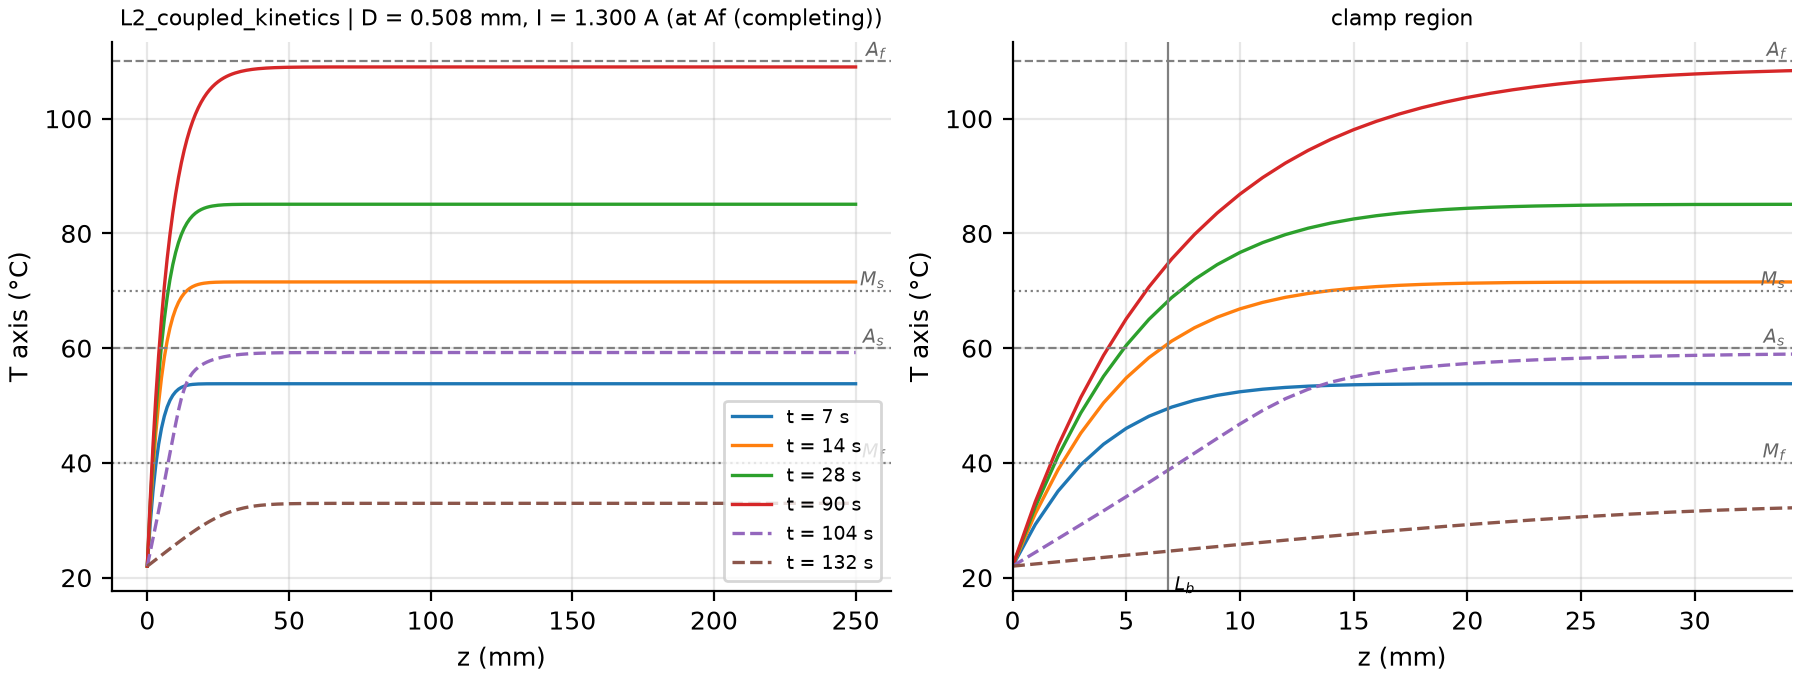 L2_coupled_kinetics | D = 0.508 mm, I = 1.300 A (at Af (completing))
T axis (°C)
100
80
60
40
20
A_f
M_s
A_s
M_f
t = 7 s
t = 14 s
t = 28 s
t = 90 s
t = 104 s
t = 132 s
0
50
100
150
200
250
z (mm)
clamp region
T axis (°C)
100
80
60
40
20
A_f
M_s
A_s
M_f
L_b
0
5
10
15
20
25
30
z (mm)